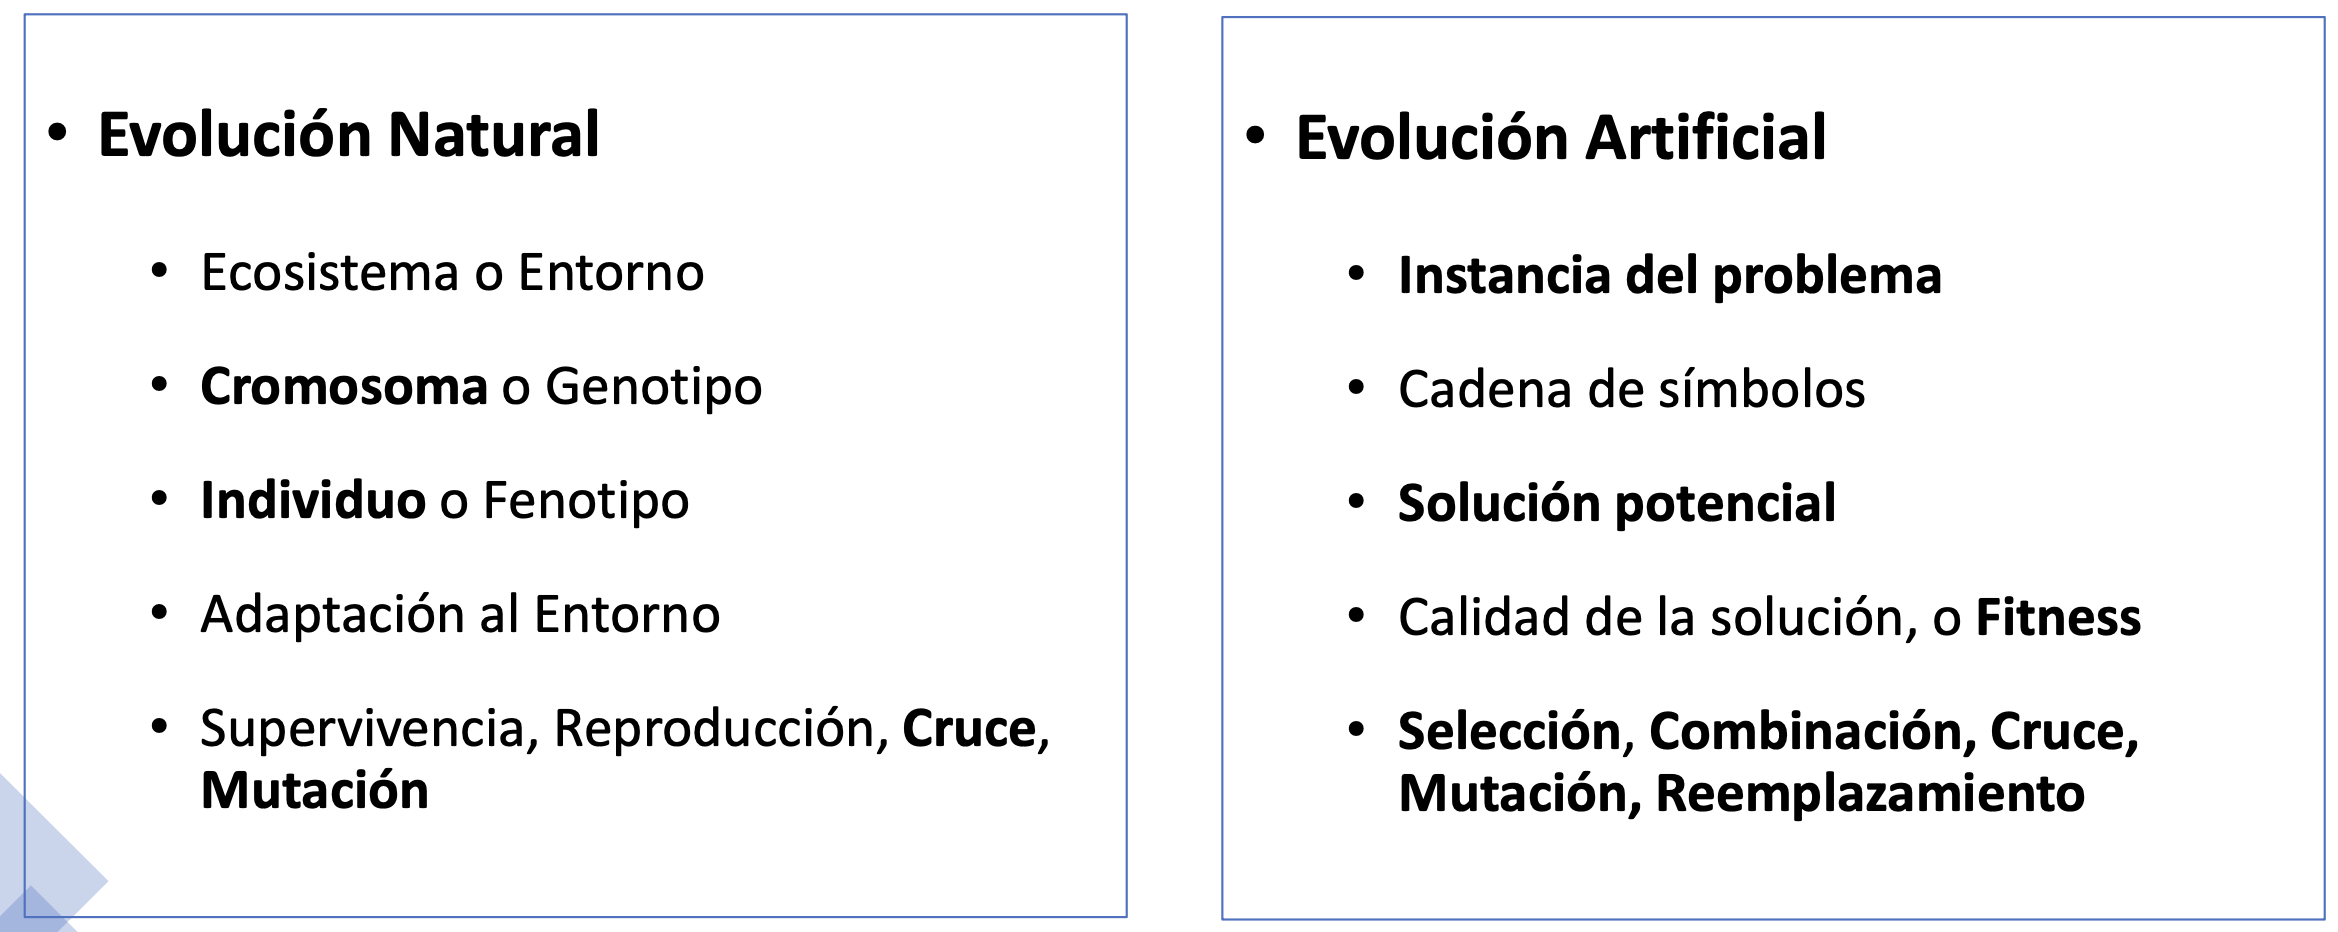 • Evolución Natural
• Ecosistema o Entorno
• Cromosoma o Genotipo
• Individuo o Fenotipo
• Adaptación al Entorno
• Supervivencia, Reproducción, Cruce,
Mutación
• Evolución Artificial
• Instancia del problema
• Cadena de símbolos
• Solución potencial
• Calidad de la solución, o Fitness
• Selección, Combinación, Cruce,
Mutación, Reemplazamiento